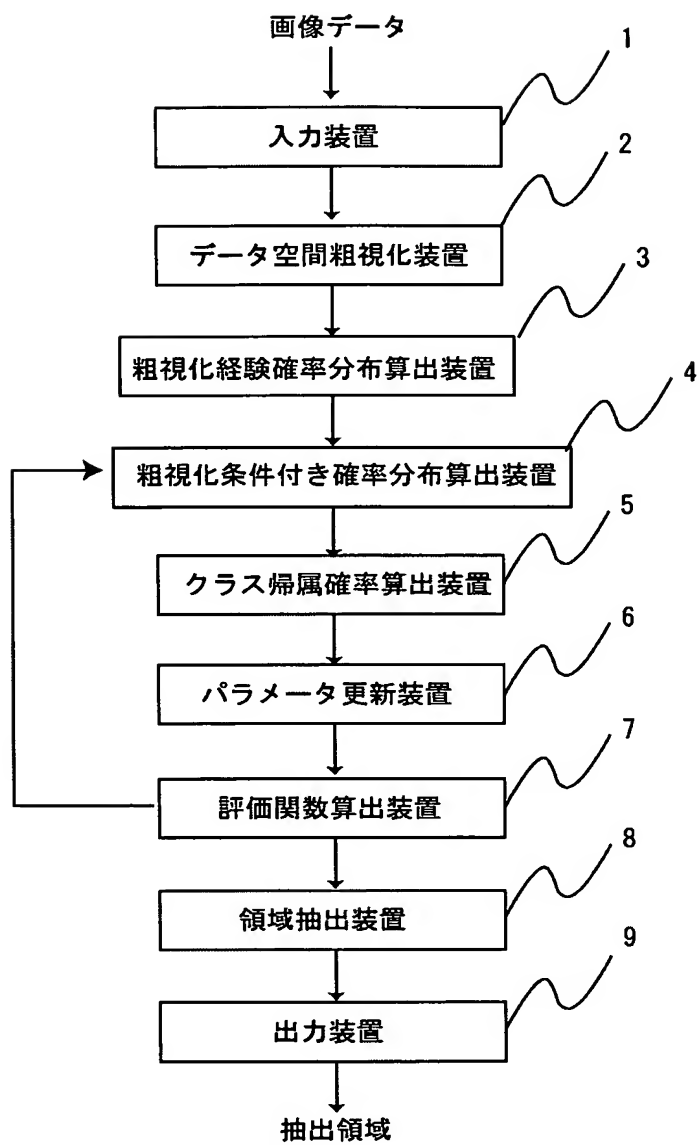 画像データ
1
入力装置
2
データ空間粗視化装置
3
粗視化経験確率分布算出装置
4
粗視化条件付き確率分布算出装置
5
クラス帰属確率算出装置
6
パラメータ更新装置
7
評価関数算出装置
8
領域抽出装置
9
出力装置
抽出領域